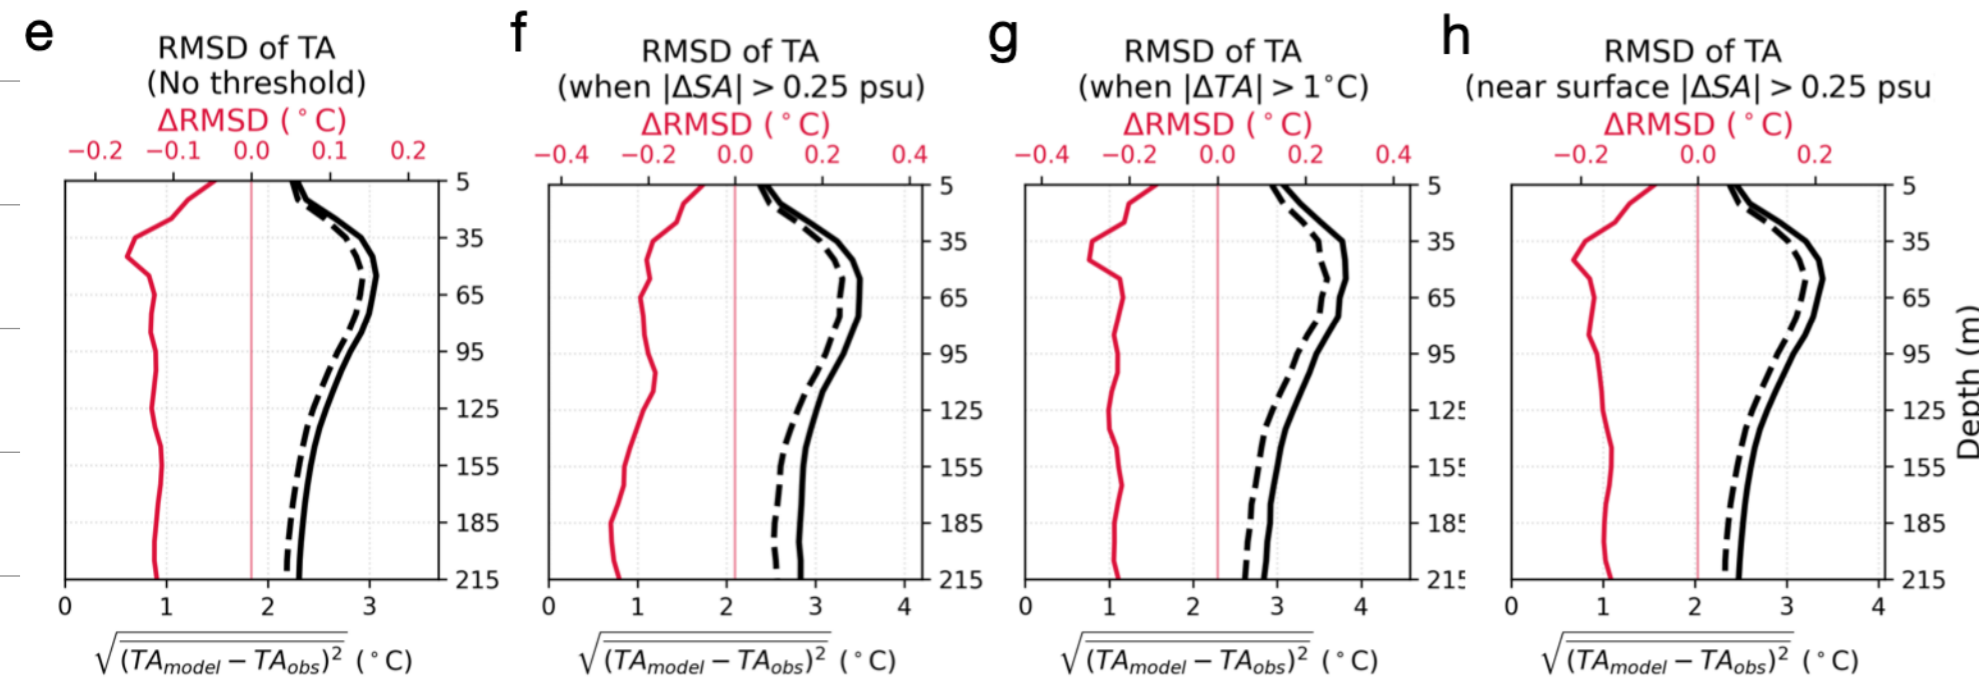 e
RMSD of TA
(No threshold)
ΔRMSD (°C)
−0.2 −0.1 0.0 0.1 0.2
5
35
65
95
125
155
185
215
0 1 2 3
√(TA_model − TA_obs)² (°C)
f
RMSD of TA
(when |ΔSA| > 0.25 psu)
ΔRMSD (°C)
−0.4 −0.2 0.0 0.2 0.4
5
35
65
95
125
155
185
215
0 1 2 3 4
√(TA_model − TA_obs)² (°C)
g
RMSD of TA
(when |ΔTA| > 1°C)
ΔRMSD (°C)
−0.4 −0.2 0.0 0.2 0.4
5
35
65
95
125
155
185
215
0 1 2 3 4
√(TA_model − TA_obs)² (°C)
h
RMSD of TA
(near surface |ΔSA| > 0.25 psu
ΔRMSD (°C)
−0.2 0.0 0.2
5
35
65
95
125
155
185
215
Depth (m)
0 1 2 3 4
√(TA_model − TA_obs)² (°C)